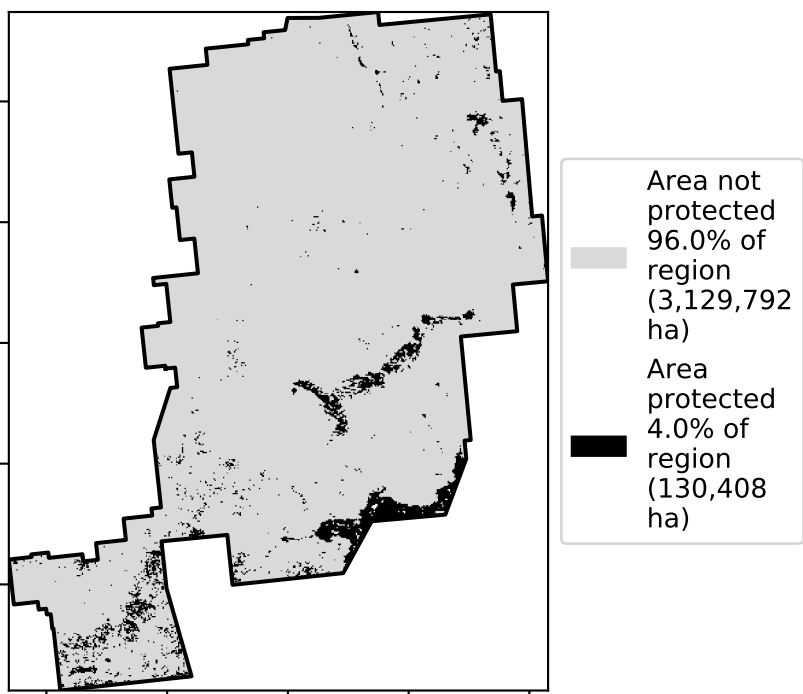 Area not
protected
96.0% of
region
(3,129,792
ha)
Area
protected
4.0% of
region
(130,408
ha)